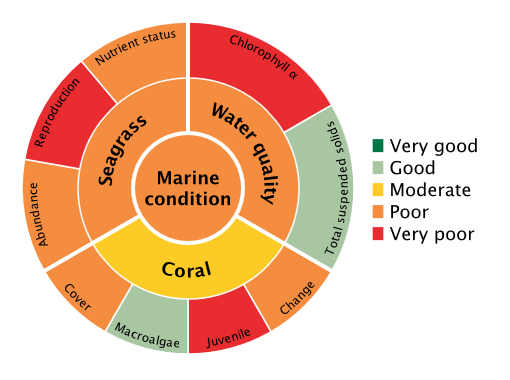 Nutrient status
Chlorophyll α
Reproduction
Seagrass
Water quality
Total suspended solids
Marine
condition
Abundance
Coral
Cover
Macroalgae
Juvenile
Change
Very good
Good
Moderate
Poor
Very poor